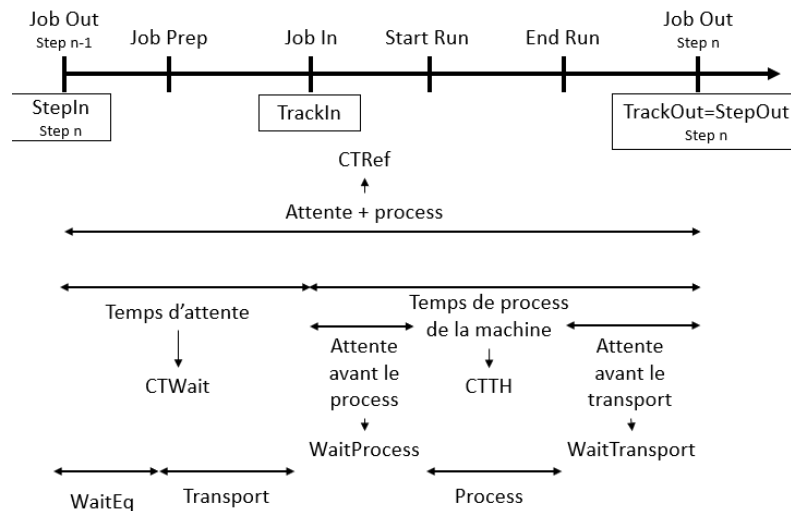 Job Out
Step n-1
Job Prep
Job In
Start Run
End Run
Job Out
Step n
StepIn
Step n
TrackIn
TrackOut=StepOut
Step n
CTRef
Attente + process
Temps d'attente
Temps de process
de la machine
CTWait
Attente
avant le
process
CTTH
Attente
avant le
transport
WaitProcess
WaitTransport
WaitEq
Transport
Process